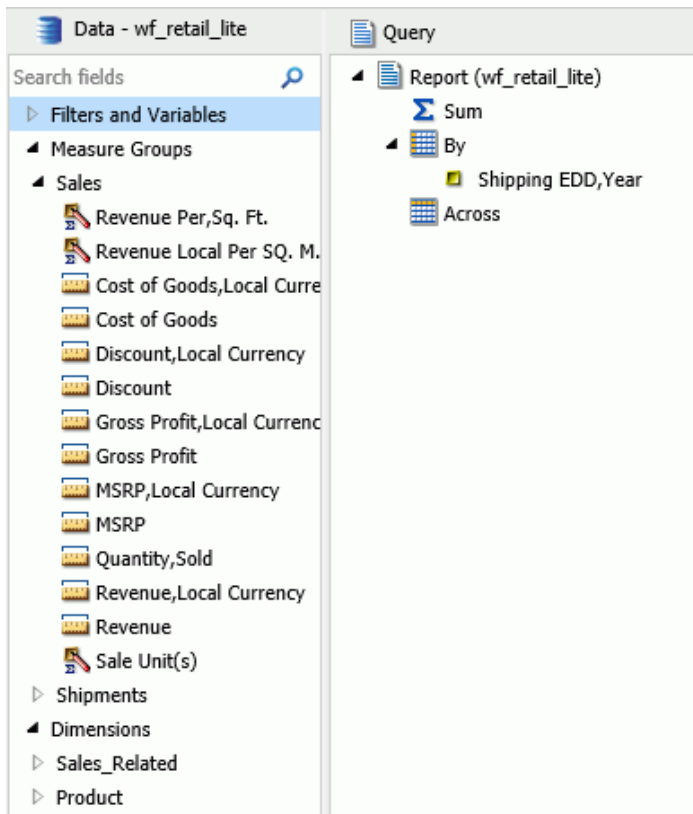 Data - wf_retail_lite
Search fields
Filters and Variables
Measure Groups
Sales
Revenue Per,Sq. Ft.
Revenue Local Per SQ. M.
Cost of Goods,Local Curre
Cost of Goods
Discount,Local Currency
Discount
Gross Profit,Local Currenc
Gross Profit
MSRP,Local Currency
MSRP
Quantity,Sold
Revenue,Local Currency
Revenue
Sale Unit(s)
Shipments
Dimensions
Sales_Related
Product
Query
Report (wf_retail_lite)
Sum
By
Shipping EDD,Year
Across